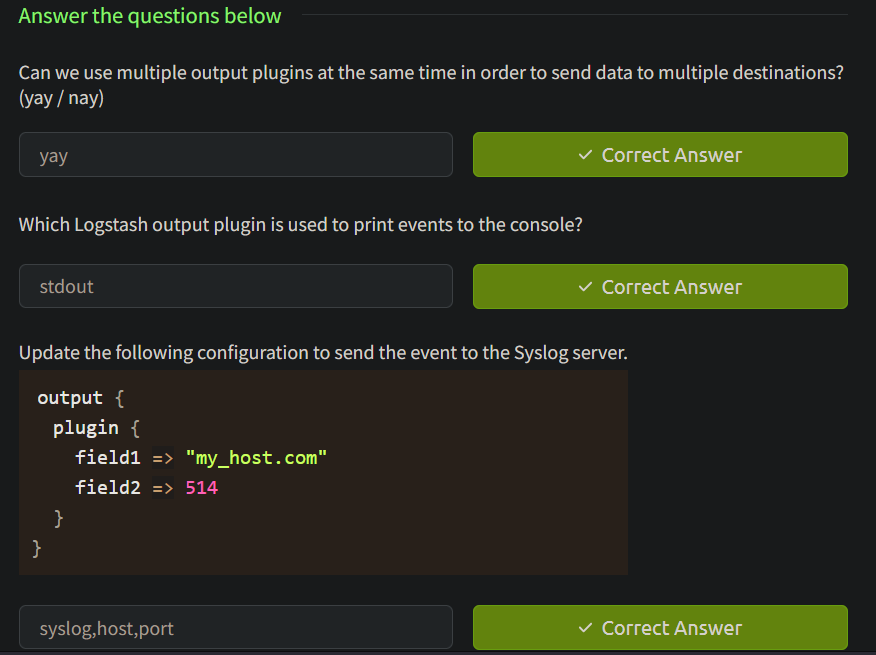 Answer the questions below
Can we use multiple output plugins at the same time in order to send data to multiple destinations?
(yay / nay)
yay
✓ Correct Answer
Which Logstash output plugin is used to print events to the console?
stdout
✓ Correct Answer
Update the following configuration to send the event to the Syslog server.
output {
  plugin {
    field1 => "my_host.com"
    field2 => 514
  }
}
syslog,host,port
✓ Correct Answer